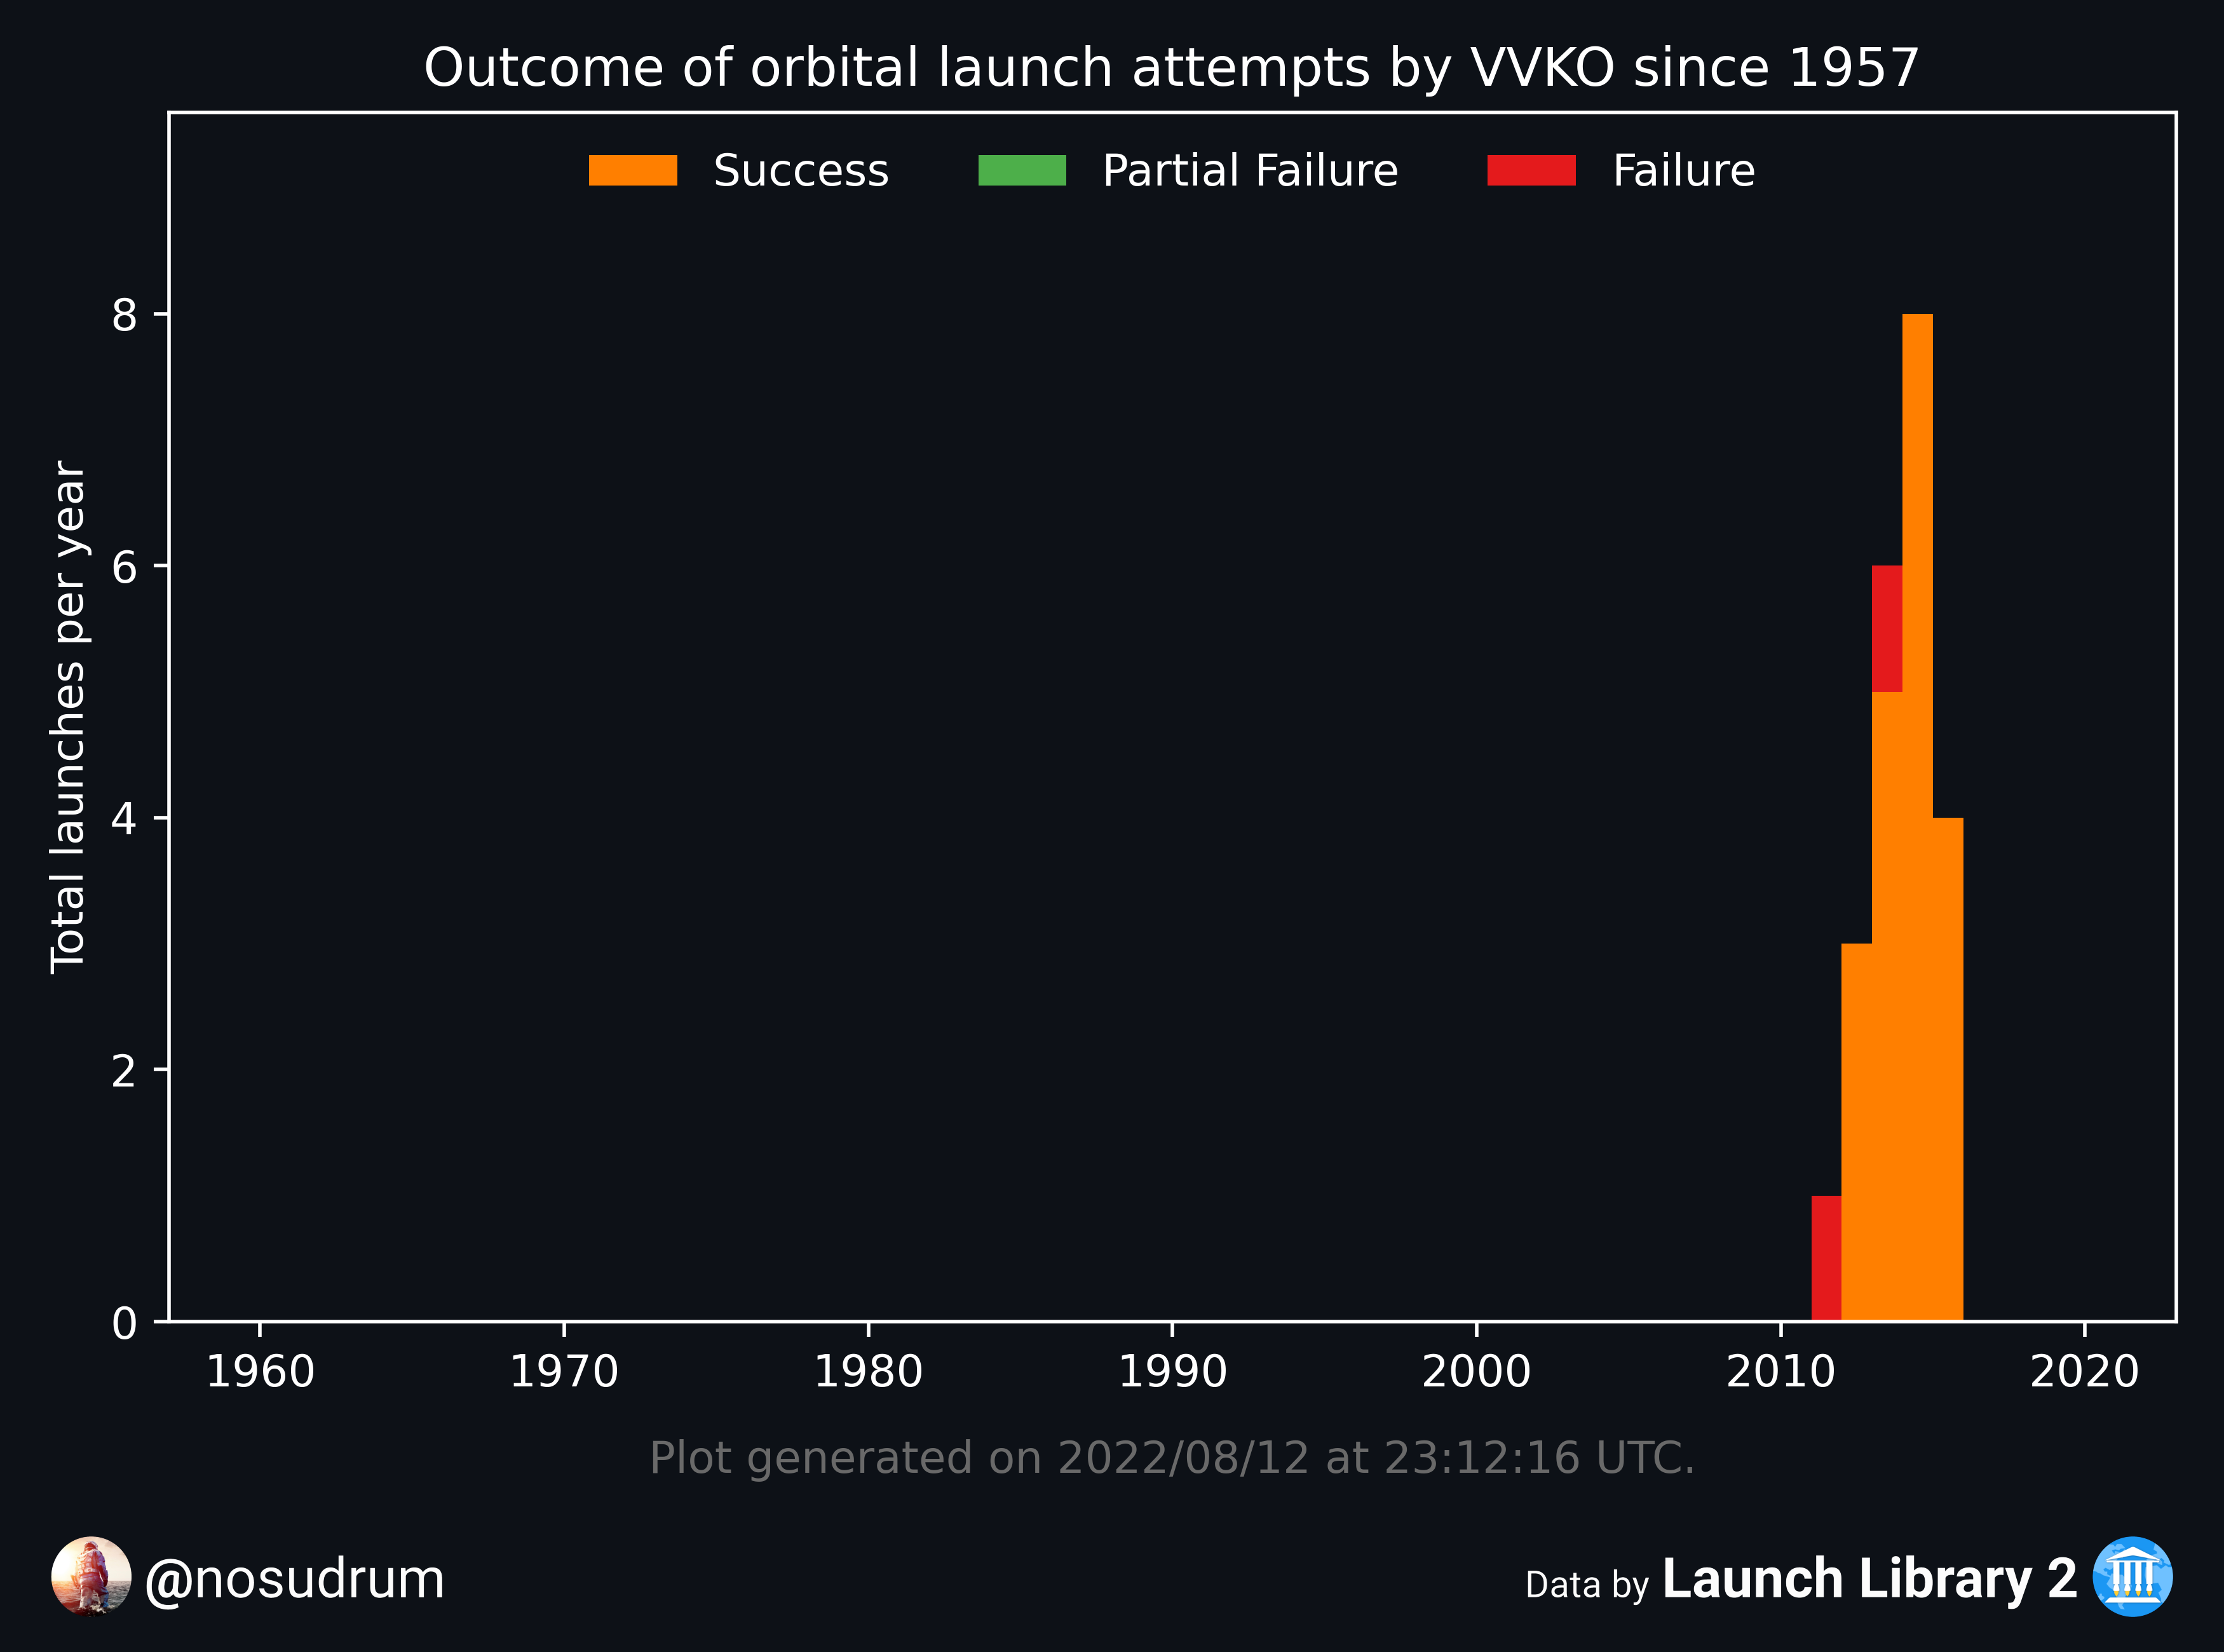 Outcome of orbital launch attempts by VVKO since 1957
Success Partial Failure Failure
Total launches per year
8
6
4
2
0
1960 1970 1980 1990 2000 2010 2020
Plot generated on 2022/08/12 at 23:12:16 UTC.
@nosudrum
Data by Launch Library 2